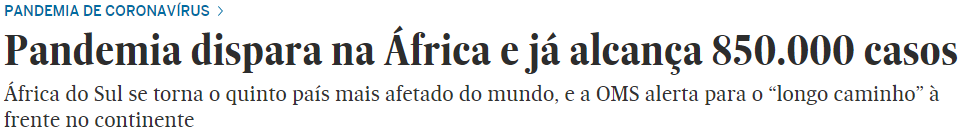 PANDEMIA DE CORONAVÍRUS >
Pandemia dispara na África e já alcança 850.000 casos
África do Sul se torna o quinto país mais afetado do mundo, e a OMS alerta para o “longo caminho” à
frente no continente